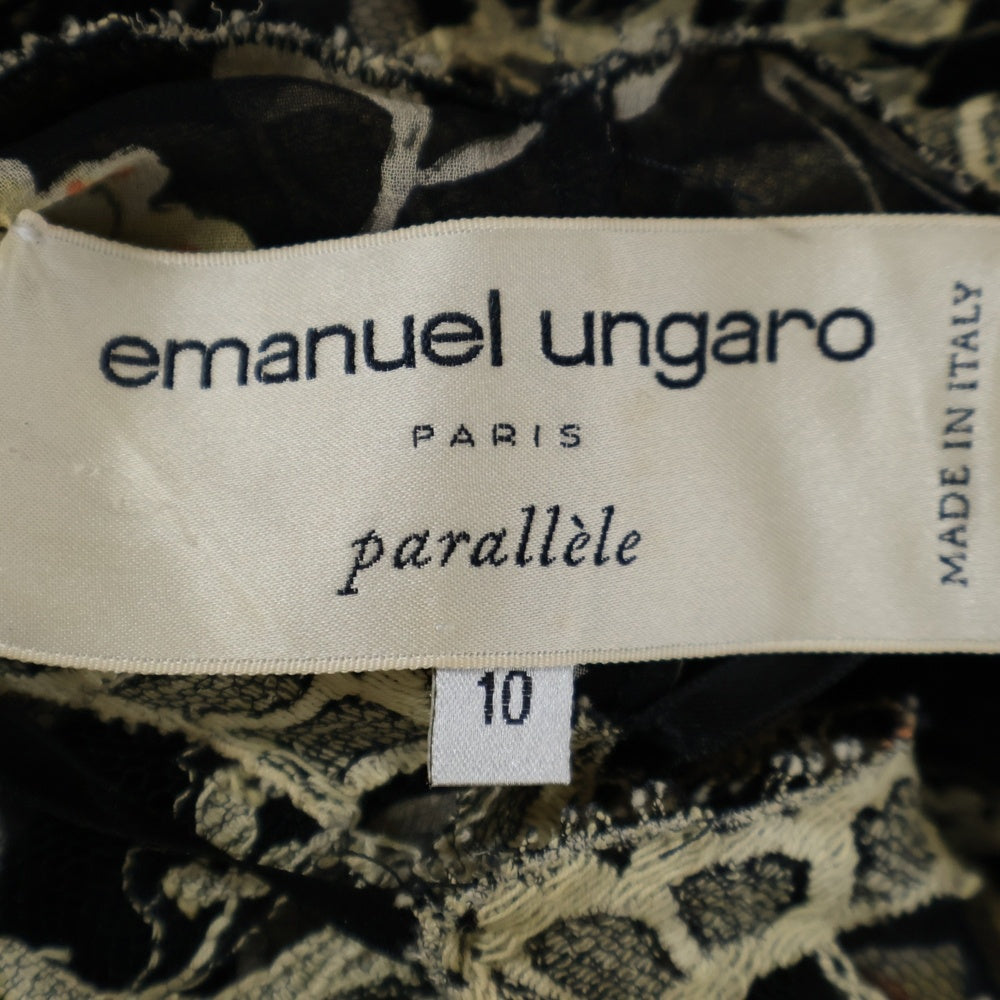 emanuel ungaro
PARIS
parallèle
MADE IN ITALY
10